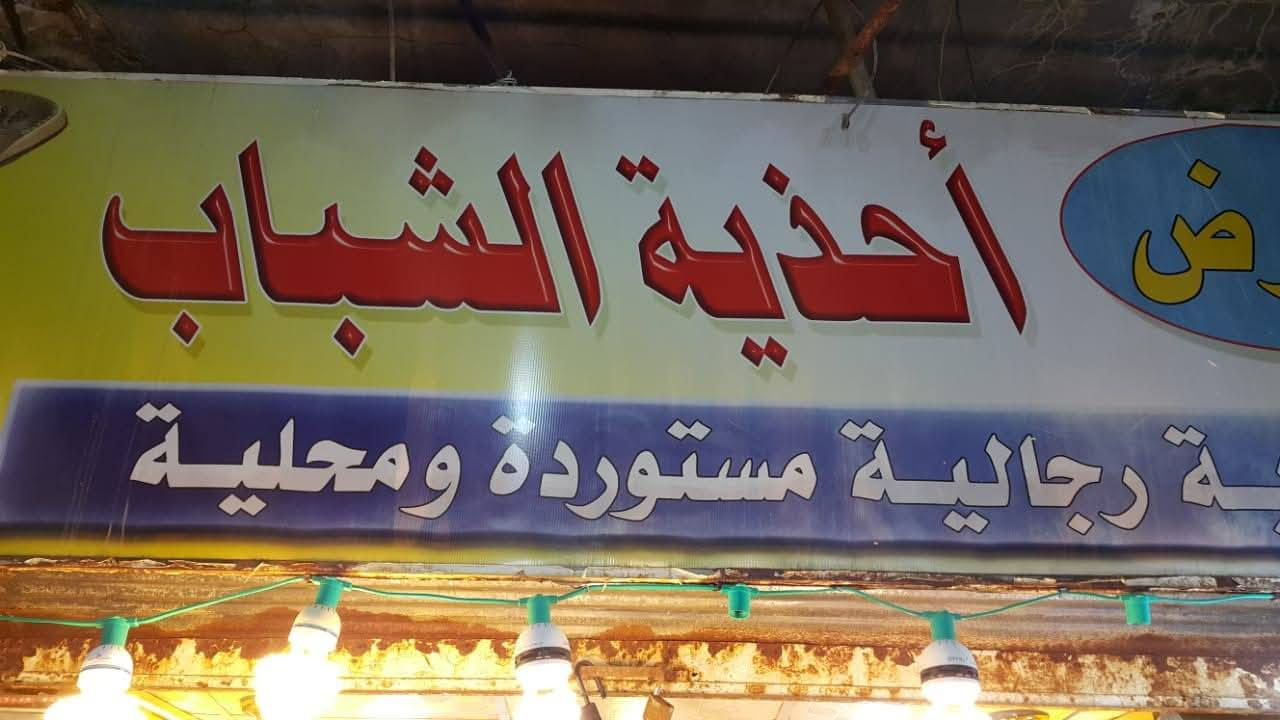 أحذية الشباب
رجالية مستوردة ومحلية